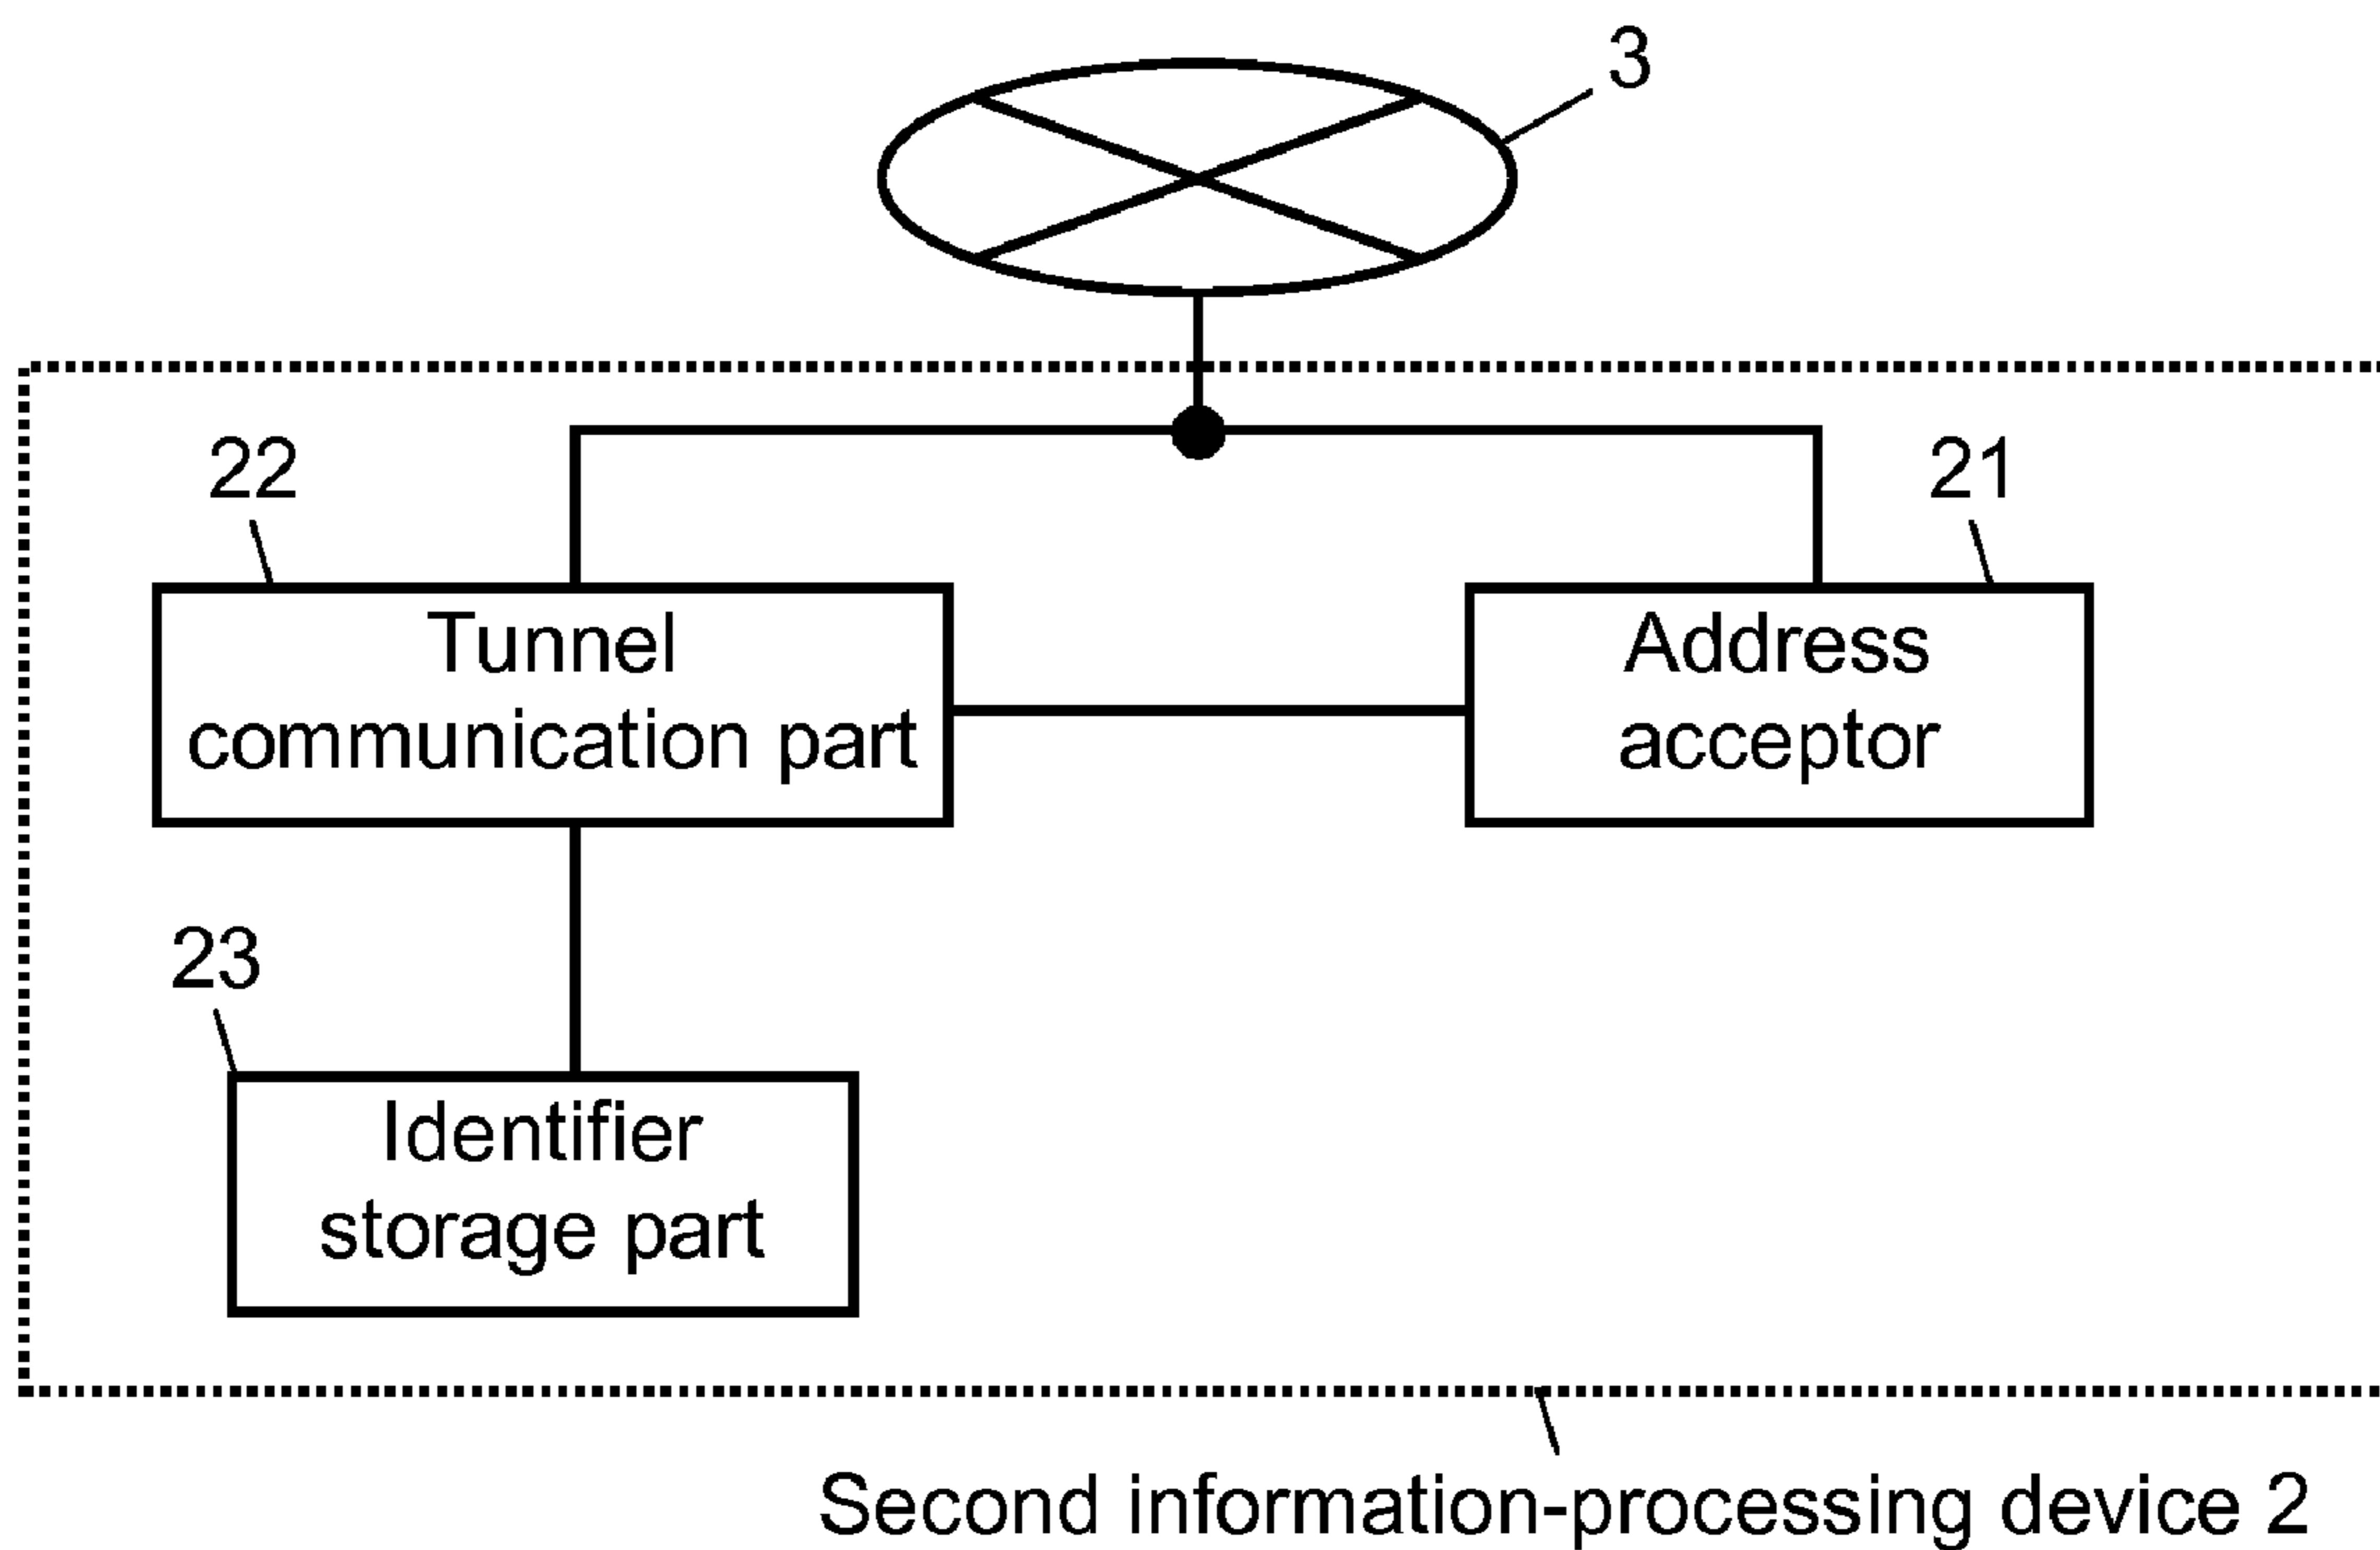 3
22
21
Tunnel
communication part
Address
acceptor
23
Identifier
storage part
Second information-processing device 2